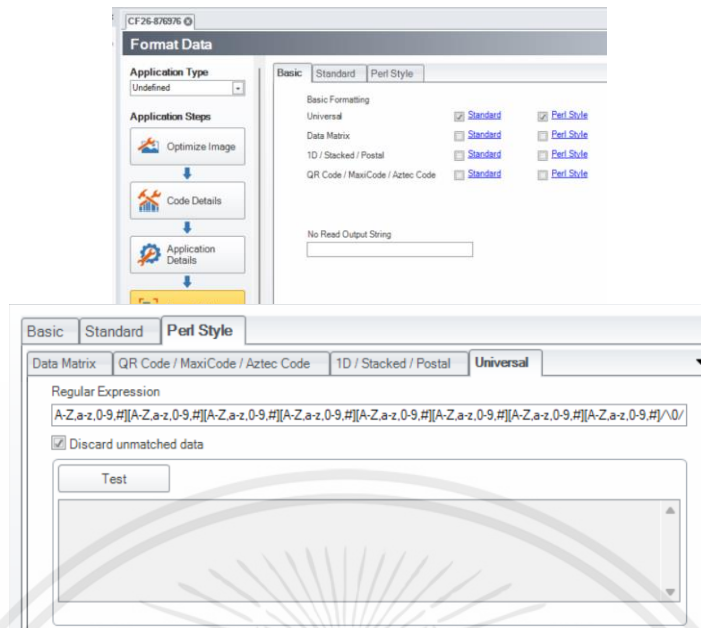 CF26-876976
Format Data
Application Type
Undefined
Application Steps
Optimize Image
Code Details
Application Details
Basic Standard Perl Style
Basic Formatting
Universal Standard Perl Style
Data Matrix Standard Perl Style
1D / Stacked / Postal Standard Perl Style
QR Code / MaxiCode / Aztec Code Standard Perl Style
No Read Output String
Basic Standard Perl Style
Data Matrix QR Code / MaxiCode / Aztec Code 1D / Stacked / Postal Universal
Regular Expression
A-Z,a-z,0-9,#][A-Z,a-z,0-9,#][A-Z,a-z,0-9,#][A-Z,a-z,0-9,#][A-Z,a-z,0-9,#][A-Z,a-z,0-9,#][A-Z,a-z,0-9,#][A-Z,a-z,0-9,#]/\0/
Discard unmatched data
Test